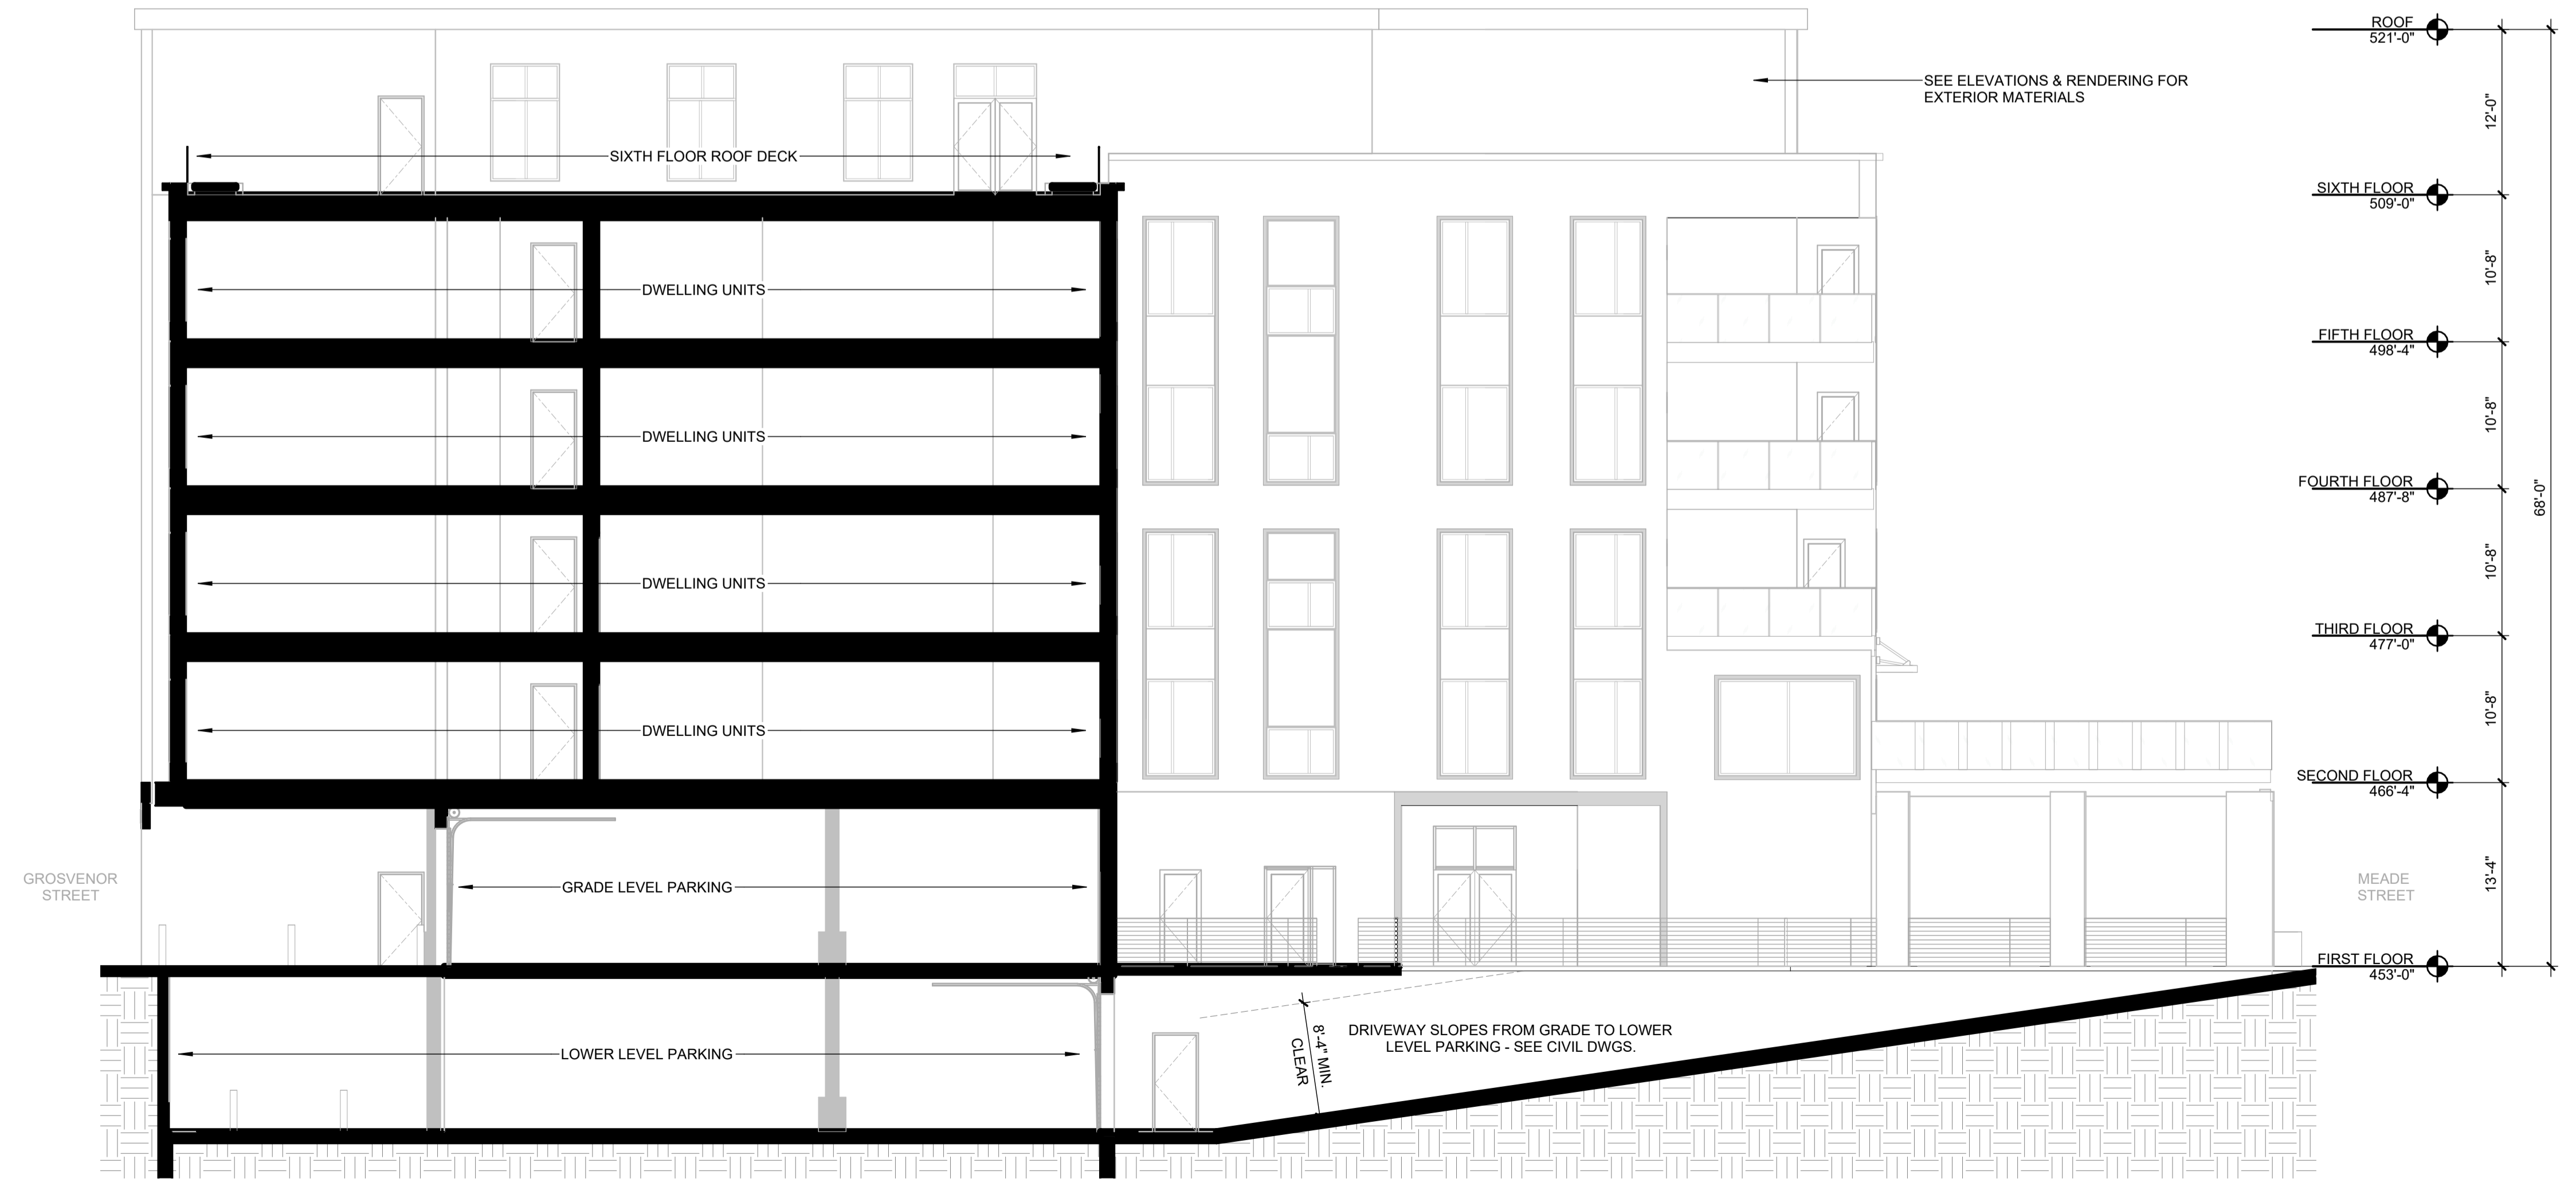 ROOF
521'-0"
SEE ELEVATIONS & RENDERING FOR
EXTERIOR MATERIALS
12'-0"
SIXTH FLOOR ROOF DECK
SIXTH FLOOR
509'-0"
10'-8"
DWELLING UNITS
FIFTH FLOOR
498'-4"
10'-8"
DWELLING UNITS
FOURTH FLOOR
487'-8"
68'-0"
10'-8"
DWELLING UNITS
THIRD FLOOR
477'-0"
10'-8"
DWELLING UNITS
SECOND FLOOR
466'-4"
13'-4"
GROSVENOR
STREET
GRADE LEVEL PARKING
MEADE
STREET
FIRST FLOOR
453'-0"
8'-4" MIN.
CLEAR
DRIVEWAY SLOPES FROM GRADE TO LOWER
LEVEL PARKING - SEE CIVIL DWGS.
LOWER LEVEL PARKING